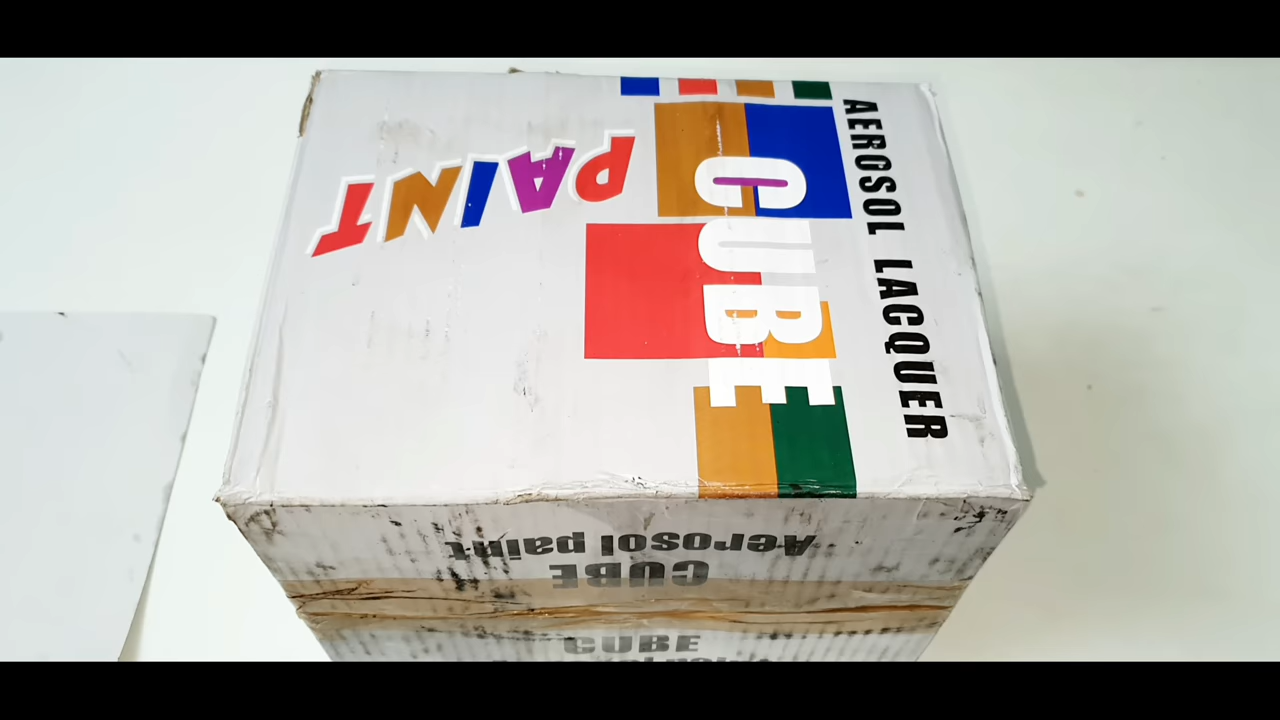 AEROSOL LACQUER
CUBE
PAINT
CUBE
Aerosol paint
CUBE